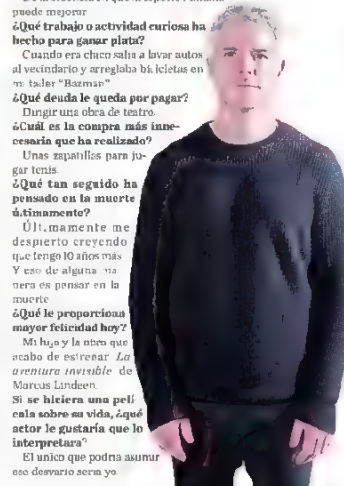 puede mejorar
¿Qué trabajo o actividad curiosa ha
hecho para ganar plata?
Cuando era chico salía a lavar autos
al vecindario y arreglaba bicicletas en
mi taller "Bazman"
¿Qué deuda le queda por pagar?
Dirigir una obra de teatro.
¿Cuál es la compra más inne-
cesaria que ha realizado?
Unas zapatillas para ju-
gar tenis.
¿Qué tan seguido ha
pensado en la muerte
últimamente?
Últimamente me
despierto creyendo
que tengo 10 años más
Y eso de alguna ma
nera es pensar en la
muerte
¿Qué le proporciona
mayor felicidad hoy?
Mi hija y la obra que
acabo de estrenar La
aventura invisible de
Marcus Lindeen.
Si se hiciera una pelí-
cula sobre su vida, ¿qué
actor le gustaría que lo
interpretara?
El único que podría asumir
ese desvarío sería yo